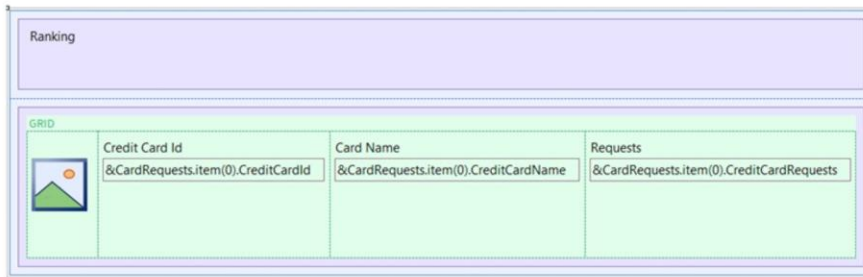 3
Ranking
GRID
Credit Card Id Card Name Requests
&CardRequests.item(0).CreditCardId &CardRequests.item(0).CreditCardName &CardRequests.item(0).CreditCardRequests